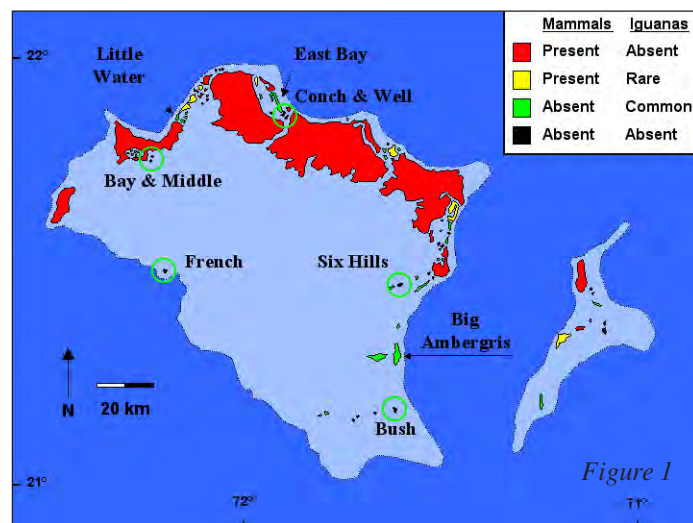 Mammals Iguanas
Present Absent
Present Rare
Absent Common
Absent Absent
22°
Little
Water
East Bay
Conch & Well
Bay & Middle
French
Six Hills
Big
Ambergris
N
20 km
Bush
Figure 1
21°
72°
71°